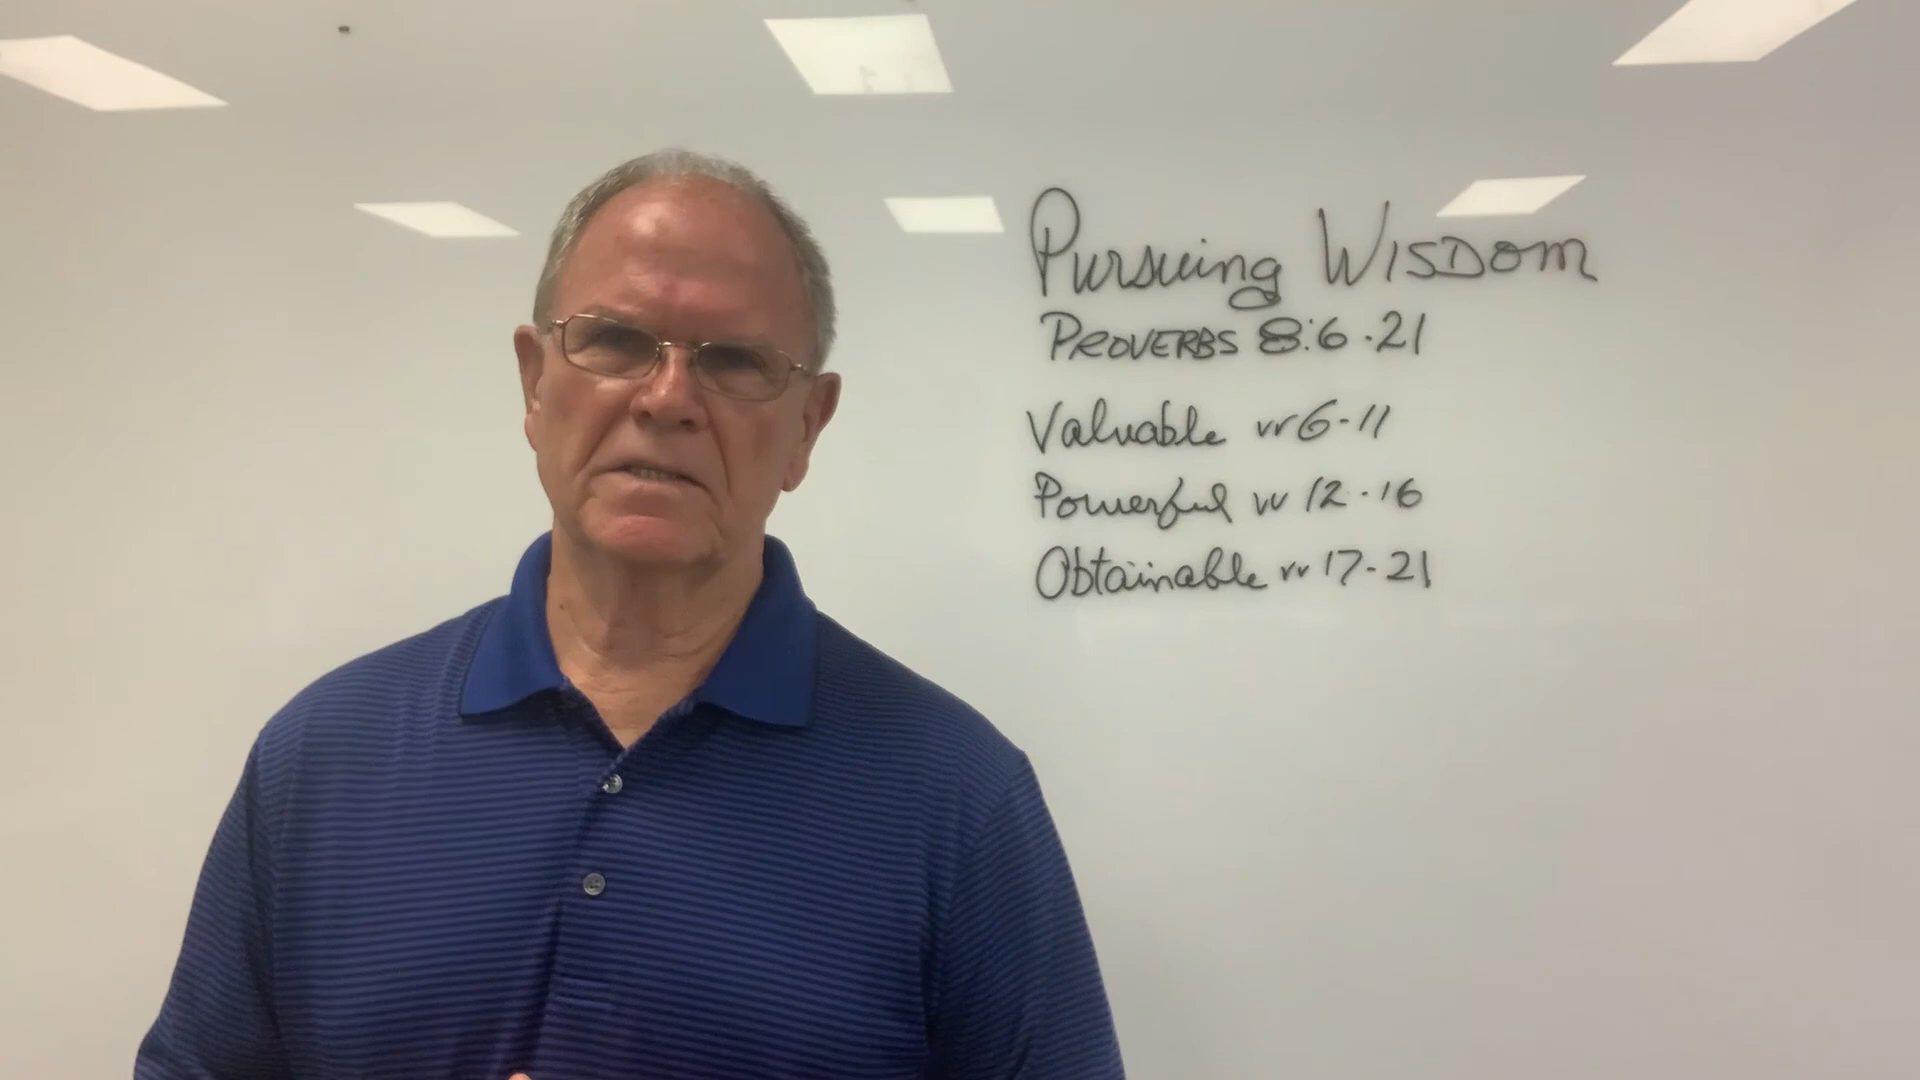 Pursuing WISDOM
PROVERBS 8:6-21
Valuable vv 6-11
Powerful vv 12-16
Obtainable vv 17-21